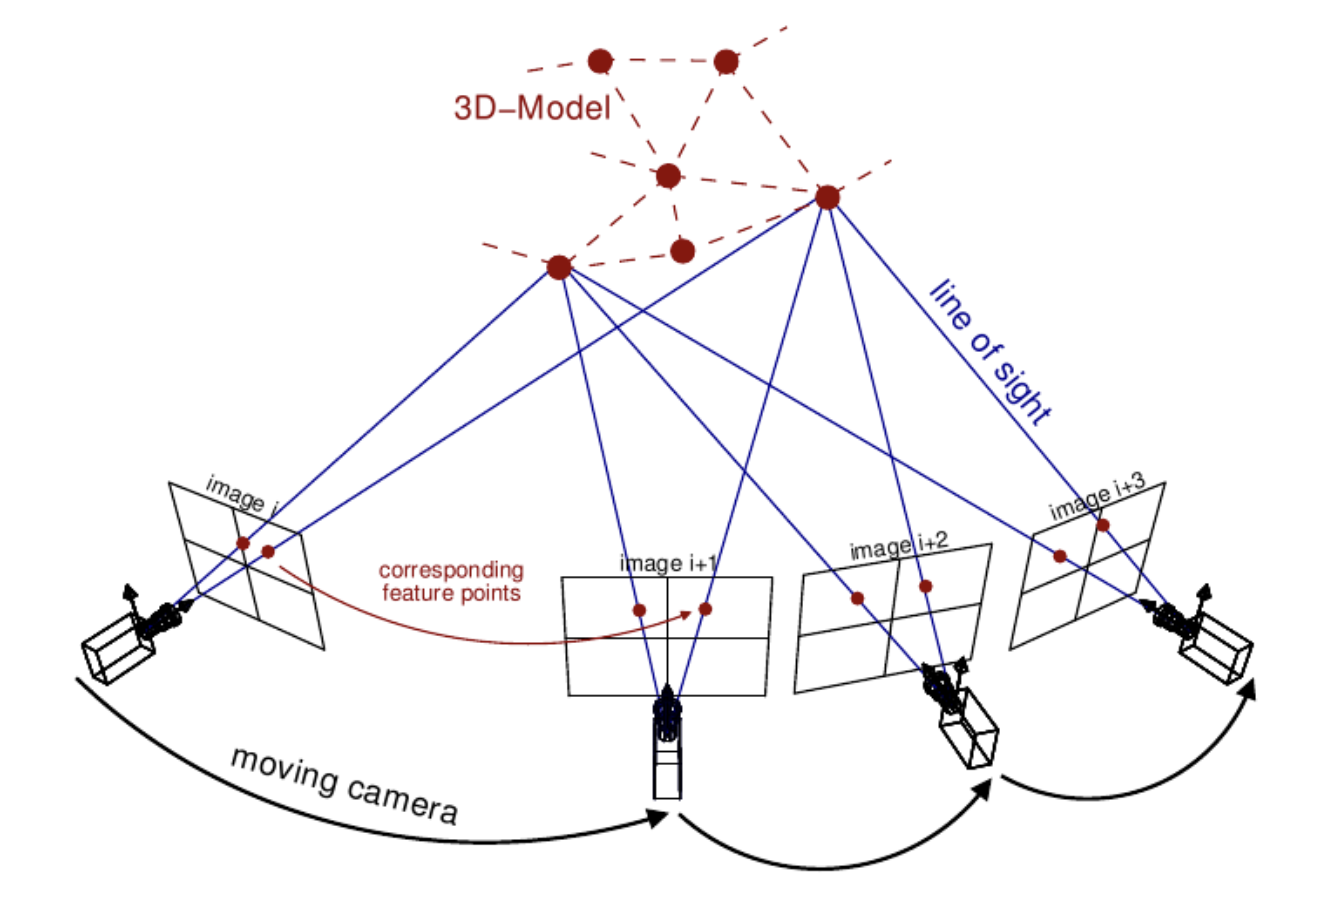 3D–Model
line of sight
image i
image i+1
image i+2
image i+3
corresponding
feature points
moving camera